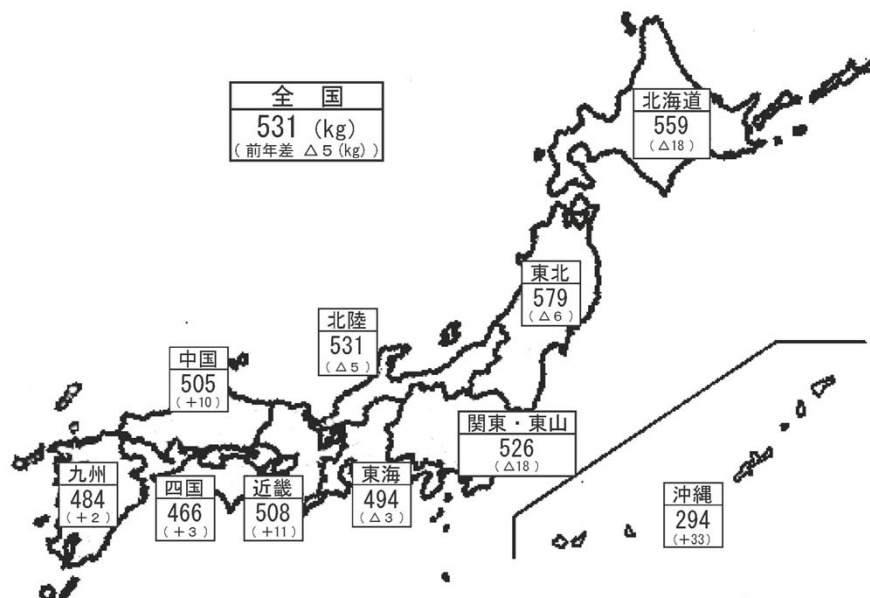 全　国
531 (kg)
( 前年差 △5(kg) )
北海道
559
(△18)
東北
579
(△6)
北陸
531
(△5)
中国
505
(+10)
関東・東山
526
(△18)
九州
484
(+2)
四国
466
(+3)
近畿
508
(+11)
東海
494
(△3)
沖縄
294
(+33)